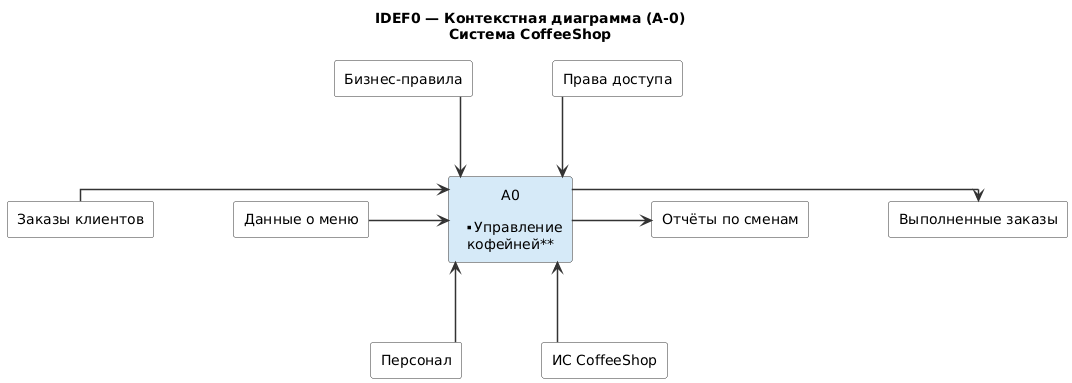 IDEF0 — Контекстная диаграмма (A-0)
Система CoffeeShop
Бизнес-правила
Права доступа
A0
Заказы клиентов
Данные о меню
▪Управление
кофейней**
Отчёты по сменам
Выполненные заказы
Персонал
ИС CoffeeShop